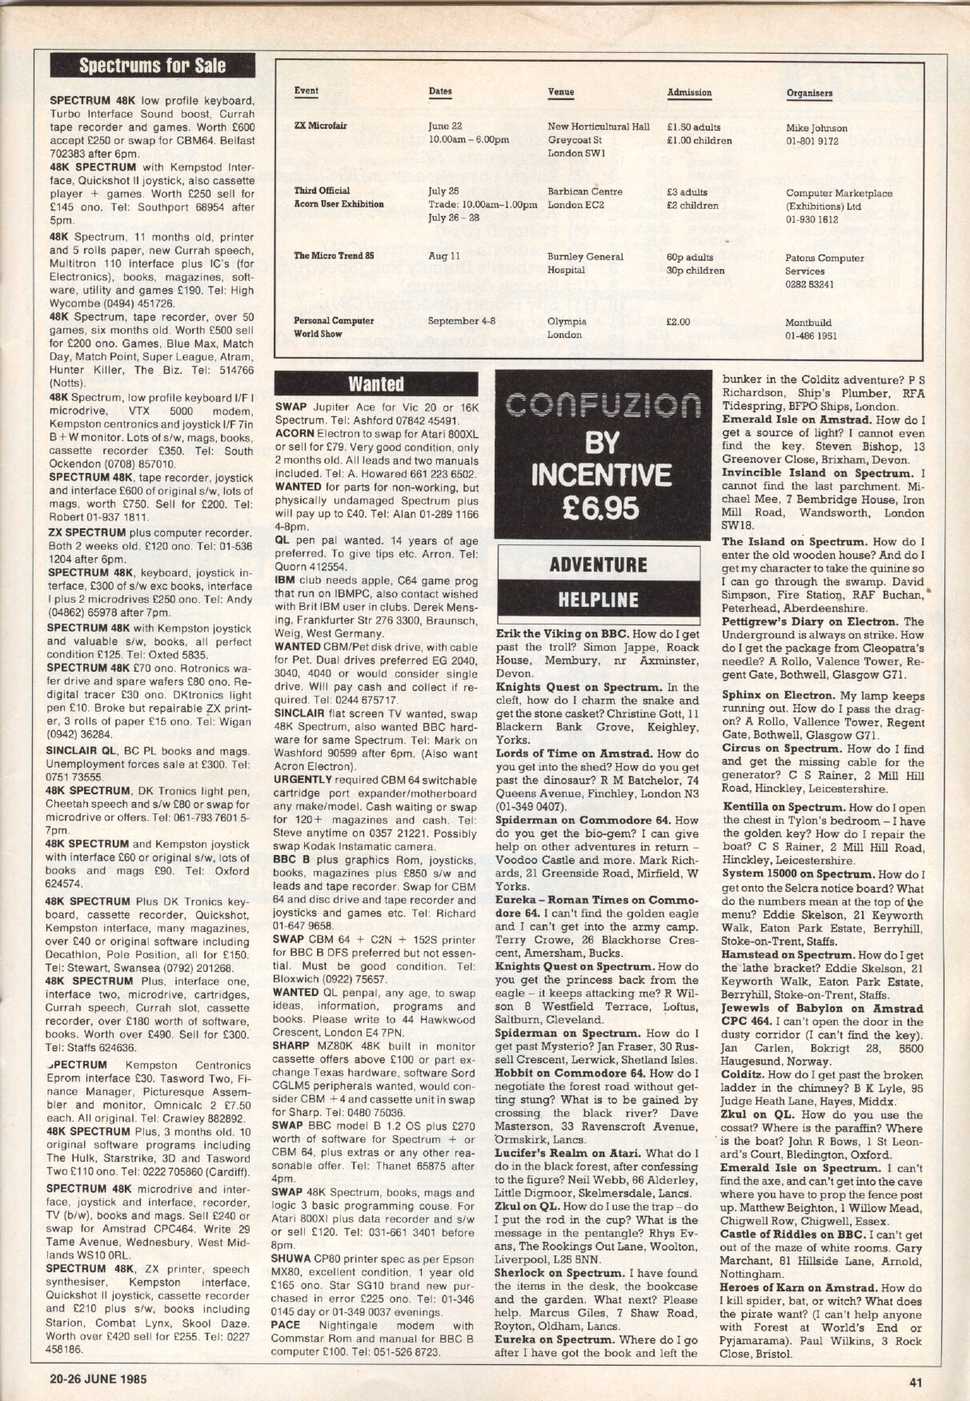 Spectrums for Sale
SPECTRUM 48K low profile keyboard,
Turbo Interface Sound boost, Currah
tape recorder and games. Worth £600
accept £250 or swap for CBM64. Belfast
702383 after 6pm.
48K SPECTRUM with Kempstod Inter-
face, Quickshot II joystick, also cassette
player + games. Worth £250 sell for
£145 ono. Tel: Southport 68954 after
5pm.
48K Spectrum, 11 months old, printer
and 5 rolls paper, new Currah speech,
Multitron 110 interface plus IC's (for
Electronics), books, magazines, soft-
ware, utility and games £190. Tel: High
Wycombe (0494) 451726.
48K Spectrum, tape recorder, over 50
games, six months old. Worth £500 sell
for £200 ono. Games, Blue Max, Match
Day, Match Point, Super League, Atram,
Hunter Killer, The Biz. Tel: 514766
(Notts).
48K Spectrum, low profile keyboard I/F I
microdrive, VTX 5000 modem,
Kempston centronics and joystick I/F 7in
B+W monitor. Lots of s/w, mags, books,
cassette recorder £350. Tel: South
Ockendon (0708) 857010.
SPECTRUM 48K, tape recorder, joystick
and interface £600 of original s/w, lots of
mags, worth £750. Sell for £200. Tel:
Robert 01-937 1811.
ZX SPECTRUM plus computer recorder.
Both 2 weeks old. £120 ono. Tel: 01-536
1204 after 6pm.
SPECTRUM 48K, keyboard, joystick in-
terface, £300 of s/w exc books, interface
I plus 2 microdrives £250 ono. Tel: Andy
(04862) 65978 after 7pm.
SPECTRUM 48K with Kempston joystick
and valuable s/w, books, all perfect
condition £125. Tel: Oxted 5835.
SPECTRUM 48K £70 ono. Rotronics wa-
fer drive and spare wafers £80 ono. Re-
digital tracer £30 ono. DKtronics light
pen £10. Broke but repairable ZX print-
er, 3 rolls of paper £15 ono. Tel: Wigan
(0942) 36284.
SINCLAIR QL, BC PL books and mags.
Unemployment forces sale at £300. Tel:
0751 73555.
48K SPECTRUM, DK Tronics light pen,
Cheetah speech and s/w £80 or swap for
microdrive or offers. Tel: 061-793 7601 5-
7pm.
48K SPECTRUM and Kempson joystick
with interface £60 or original s/w, lots of
books and mags £90. Tel: Oxford
624574.
48K SPECTRUM Plus DK Tronics key-
board, cassette recorder, Quickshot,
Kempston interface, many magazines,
over £40 or original software including
Decathlon, Pole Position, all for £150.
Tel: Stewart, Swansea (0792) 201268.
48K SPECTRUM Plus, interface one,
interface two, microdrive, cartridges,
Currah speech, Currah slot, cassette
recorder, over £180 worth of software,
books. Worth over £490. Sell for £300.
Tel: Staffs 624636.
PECTRUM Kempston Centronics
Eprom interface £30. Tasword Two, Fi-
nance Manager, Picturesque Assem-
bler and monitor, Omnicalc 2 £7.50
each. All original. Tel. Crawley 882892.
48K SPECTRUM Plus, 3 months old. 10
original software programs including
The Hulk, Starstrike, 3D and Tasword
Two £110 ono. Tel: 0222 705860 (Cardiff).
SPECTRUM 48K microdrive and inter-
face, joystick and interface, recorder,
TV (b/w), books and mags. Sell £240 or
swap for Amstrad CPC464. Write 29
Tame Avenue, Wednesbury, West Mid-
lands WS10 0RL.
SPECTRUM 48K, ZX printer, speech
synthesiser, Kempston interface,
Quickshot II joystick, cassette recorder
and £210 plus s/w, books including
Starion, Combat Lynx, Skool Daze.
Worth over £420 sell for £255. Tel: 0227
458186.
Event Dates Venue Admission Organisers
ZX Microfair June 22 New Horticultural Hall £1.50 adults Mike Johnson
10.00am – 6.00pm Greycoat St £1.00 children 01-801 9172
London SW1
Third Official July 25 Barbican Centre £3 adults Computer Marketplace
Acorn User Exhibition Trade: 10.00am–1.00pm London EC2 £2 children (Exhibitions) Ltd
July 26 – 28 01-930 1612
The Micro Trend 85 Aug 11 Burnley General 60p adults Patons Computer
Hospital 30p children Services
0282 53241
Personal Computer September 4-8 Olympia £2.00 Montbuild
World Show London 01-486 1951
Wanted
SWAP Jupiter Ace for Vic 20 or 16K
Spectrum. Tel: Ashford 07842 45491.
ACORN Electron to swap for Atari 800XL
or sell for £79. Very good condition, only
2 months old. All leads and two manuals
included. Tel: A. Howared 661 223 6502.
WANTED for parts for non-working, but
physically undamaged Spectrum plus
will pay up to £40. Tel: Alan 01-289 1166
4-8pm.
QL pen pal wanted. 14 years of age
preferred. To give tips etc. Arron. Tel:
Quorn 412554.
IBM club needs apple, C64 game prog
that run on IBMPC, also contact wished
with Brit IBM user in clubs. Derek Mens-
ing, Frankfurter Str 276 3300, Braunsch,
Weig, West Germany.
WANTED CBM/Pet disk drive, with cable
for Pet. Dual drives preferred EG 2040,
3040, 4040 or would consider single
drive. Will pay cash and collect if re-
quired. Tel: 0244 675717.
SINCLAIR flat screen TV wanted, swap
48K Spectrum, also wanted BBC hard-
ware for same Spectrum. Tel: Mark on
Washford 90599 after 6pm. (Also want
Acron Electron).
URGENTLY required CBM 64 switchable
cartridge port expander/motherboard
any make/model. Cash waiting or swap
for 120+ magazines and cash. Tel:
Steve anytime on 0357 21221. Possibly
swap Kodak Instamatic camera.
BBC B plus graphics Rom, joysticks,
books, magazines plus £850 s/w and
leads and tape recorder. Swap for CBM
64 and disc drive and tape recorder and
joysticks and games etc. Tel: Richard
01-647 9658.
SWAP CBM 64 + C2N + 152S printer
for BBC B DFS preferred but not essen-
tial. Must be good condition. Tel:
Bloxwich (0922) 75657.
WANTED QL penpal, any age, to swap
ideas, information, programs and
books. Please write to 44 Hawkwood
Crescent, London E4 7PN.
SHARP MZ80K 48K built in monitor
cassette offers above £100 or part ex-
change Texas hardware, software Sord
CGLM5 peripherals wanted, would con-
sider CBM +4 and cassette unit in swap
for Sharp. Tel: 0480 75036.
SWAP BBC model B 1.2 OS plus £270
worth of software for Spectrum + or
CBM 64, plus extras or any other rea-
sonable offer. Tel: Thanet 65875 after
4pm.
SWAP 48K Spectrum, books, mags and
logic 3 basic programming couse. For
Atari 800Xl plus data recorder and s/w
or sell £120. Tel: 031-661 3401 before
8pm.
SHUWA CP80 printer spec as per Epson
MX80, excellent condition. 1 year old
£165 ono. Star SG10 brand new pur-
chased in error £225 ono. Tel: 01-346
0145 day or 01-349 0037 evenings.
PACE Nightingale modem with
Commstar Rom and manual for BBC B
computer £100. Tel: 051-526 8723.
CONFUZION
BY
INCENTIVE
£6.95
ADVENTURE
HELPLINE
Erik the Viking on BBC. How do I get
past the troll? Simon Jappe, Roack
House, Membury, nr Axminster,
Devon.
Knights Quest on Spectrum. In the
cleft, how do I charm the snake and
get the stone casket? Christine Gott, 11
Blackern Bank Grove, Keighley,
Yorks.
Lords of Time on Amstrad. How do
you get into the shed? How do you get
past the dinosaur? R M Batchelor, 74
Queens Avenue, Finchley, London N3
(01-349 0407).
Spiderman on Commodore 64. How
do you get the bio-gem? I can give
help on other adventures in return –
Voodoo Castle and more. Mark Rich-
ards, 21 Greenside Road, Mirfield, W
Yorks.
Eureka – Roman Times on Commo-
dore 64. I can't find the golden eagle
and I can't get into the army camp.
Terry Crowe, 26 Blackhorse Cres-
cent, Amersham, Bucks.
Knights Quest on Spectrum. How do
you get the princess back from the
eagle – it keeps attacking me? R Wil-
son 8 Westfield Terrace, Loftus,
Saltburn, Cleveland.
Spiderman on Spectrum. How do I
get past Mysterio? Jan Fraser, 30 Rus-
sell Crescent, Lerwick, Shetland Isles.
Hobbit on Commodore 64. How do I
negotiate the forest road without get-
ting stung? What is to be gained by
crossing the black river? Dave
Masterson, 33 Ravenscroft Avenue,
Ormskirk, Lancs.
Lucifer's Realm on Atari. What do I
do in the black forest, after confessing
to the figure? Neil Webb, 66 Alderley,
Little Digmoor, Skelmersdale, Lancs.
Zkul on QL. How do I use the trap – do
I put the rod in the cup? What is the
message in the pentangle? Rhys Ev-
ans, The Rookings Out Lane, Woolton,
Liverpool, L25 5NN.
Sherlock on Spectrum. I have found
the items in the desk, the bookcase
and the garden. What next? Please
help. Marcus Giles, 7 Shaw Road,
Royton, Oldham, Lancs.
Eureka on Spectrum. Where do I go
after I have got the book and left the
bunker in the Colditz adventure? P S
Richardson, Ship's Plumber, RFA
Tidespring, BFPO Ships, London.
Emerald Isle on Amstrad. How do I
get a source of light? I cannot even
find the key. Steven Bishop, 13
Greenover Close, Brixham, Devon.
Invincible Island on Spectrum. I
cannot find the last parchment. Mi-
chael Mee, 7 Bembridge House, Iron
Mill Road, Wandsworth, London
SW18.
The Island on Spectrum. How do I
enter the old wooden house? And do I
get my character to take the quinine so
I can go through the swamp. David
Simpson, Fire Station, RAF Buchan,
Peterhead, Aberdeenshire.
Pettigrew's Diary on Electron. The
Underground is always on strike. How
do I get the package from Cleopatra's
needle? A Rollo, Valence Tower, Re-
gent Gate, Bothwell, Glasgow G71.
Sphinx on Electron. My lamp keeps
running out. How do I pass the drag-
on? A Rollo, Vallence Tower, Regent
Gate, Bothwell, Glasgow G71.
Circus on Spectrum. How do I find
and get the missing cable for the
generator? C S Rainer, 2 Mill Hill
Road, Hinckley, Leicestershire.
Kentilla on Spectrum. How do I open
the chest in Tylon's bedroom – I have
the golden key? How do I repair the
boat? C S Rainer, 2 Mill Hill Road,
Hinckley, Leicestershire.
System 15000 on Spectrum. How do I
get onto the Selcra notice board? What
do the numbers mean at the top of the
menu? Eddie Skelson, 21 Keyworth
Walk, Eaton Park Estate, Berryhill,
Stoke-on-Trent, Staffs.
Hamstead on Spectrum. How do I get
the lathe bracket? Eddie Skelson, 21
Keyworth Walk, Eaton Park Estate,
Berryhill, Stoke-on-Trent, Staffs.
Jewewls of Babylon on Amstrad
CPC 464. I can't open the door in the
dusty corridor (I can't find the key).
Jan Carlen, Bokrigt 28, 5500
Haugesund, Norway.
Colditz. How do I get past the broken
ladder in the chimney? B K Lyle, 95
Judge Heath Lane, Hayes, Middx.
Zkul on QL. How do you use the
cossat? Where is the paraffin? Where
is the boat? John R Bows, 1 St Leon-
ard's Court, Bledington, Oxford.
Emerald Isle on Spectrum. I can't
find the axe, and can't get into the cave
where you have to prop the fence post
up. Matthew Beighton, 1 Willow Mead,
Chigwell Row, Chigwell, Essex.
Castle of Riddles on BBC. I can't get
out of the maze of white rooms. Gary
Marchant, 81 Hillside Lane, Arnold,
Nottingham.
Heroes of Karn on Amstrad. How do
I kill spider, bat, or witch? What does
the pirate want? (I can't help anyone
with Forest at World's End or
Pyjamarama). Paul Wilkins, 3 Rock
Close, Bristol.
20-26 JUNE 1985
41